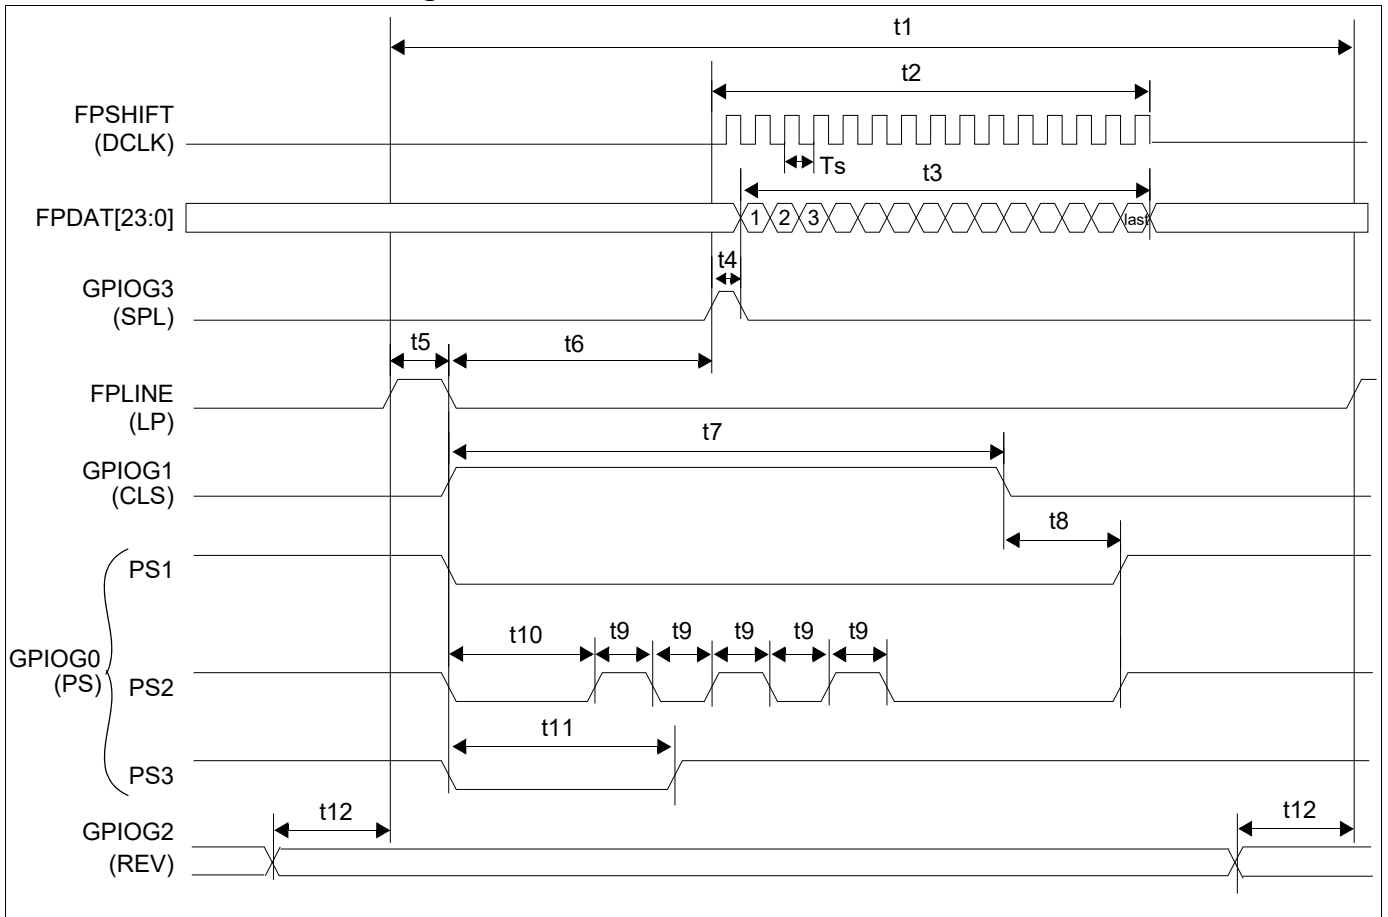 t1
t2
FPSHIFT
(DCLK)
Ts
t3
FPDAT[23:0]
1 2 3 last
t4
GPIOG3
(SPL)
t5 t6
FPLINE
(LP)
t7
GPIOG1
(CLS)
t8
PS1
t10 t9 t9 t9 t9 t9
GPIOG0
(PS)
PS2
t11
PS3
t12 t12
GPIOG2
(REV)